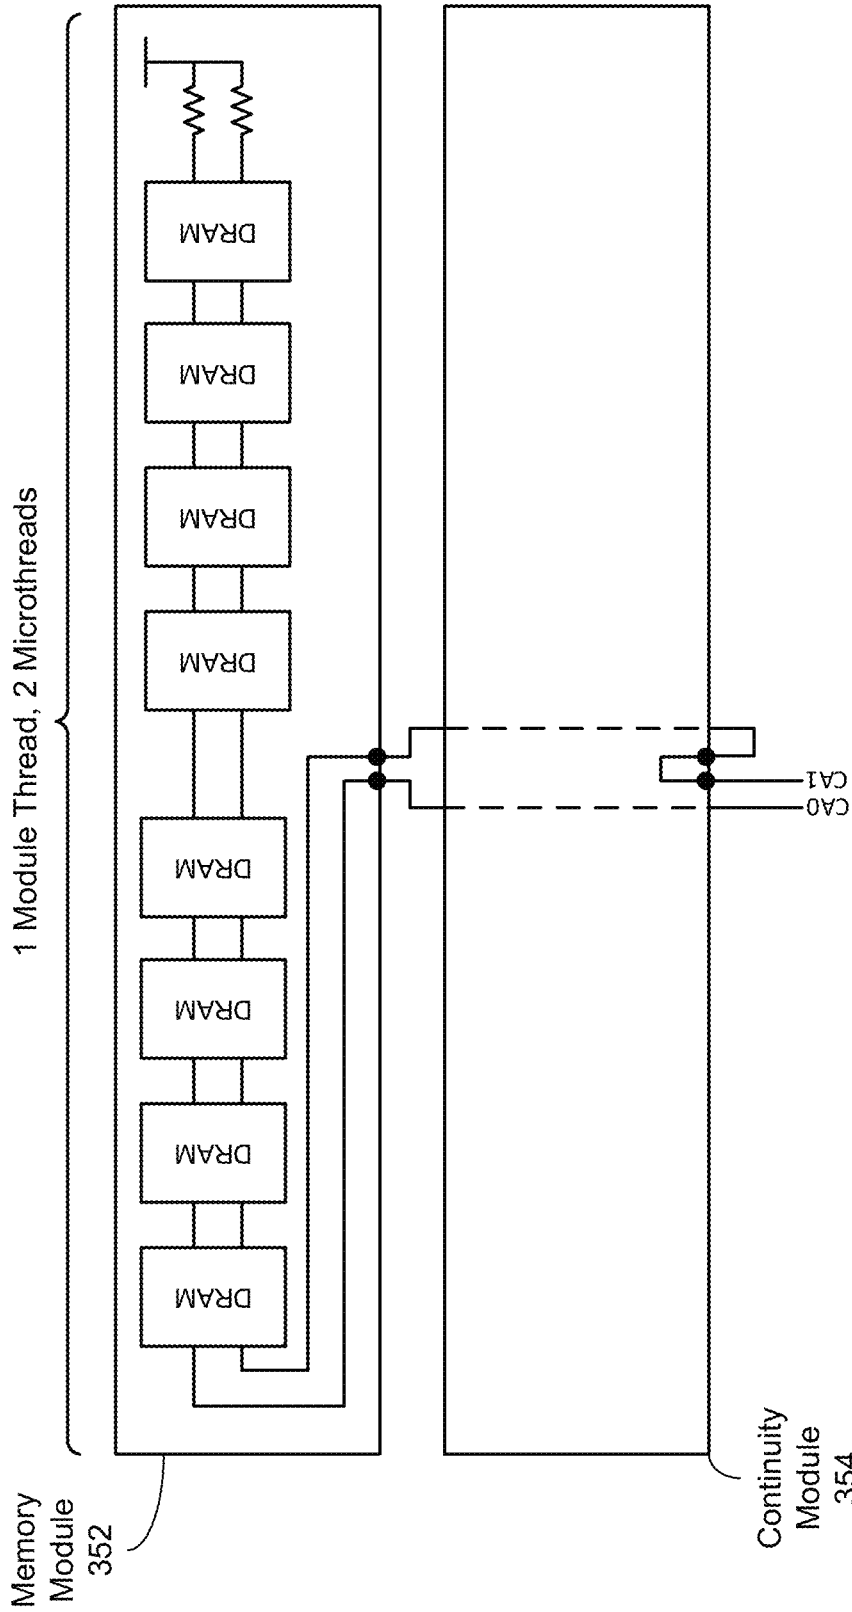 1 Module Thread, 2 Microthreads
Memory
Module
352
DRAM
DRAM
DRAM
DRAM
DRAM
DRAM
DRAM
DRAM
CA1
CA0
Continuity
Module
354